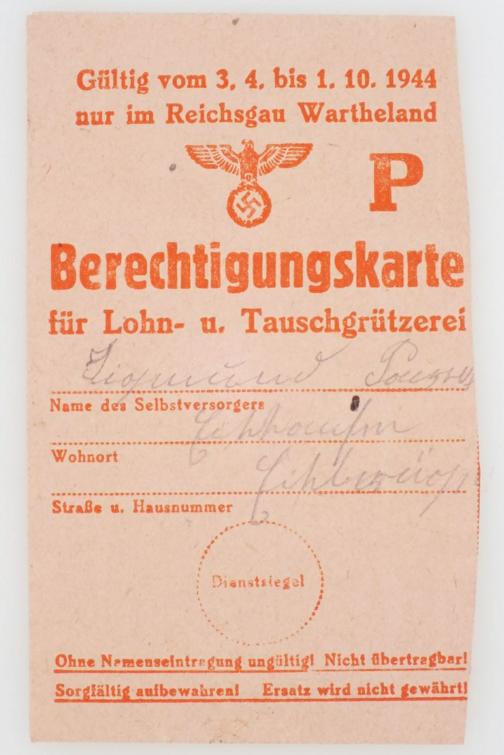 Gültig vom 3. 4. bis 1. 10. 1944
nur im Reichsgau Wartheland
P
Berechtigungskarte
für Lohn- u. Tauschgrützerei
Name des Selbstversorgers
Wohnort
Straße u. Hausnummer
Dienstsiegel
Ohne Namenseintragung ungültig! Nicht übertragbar!
Sorgfältig aufbewahren! Ersatz wird nicht gewährt!